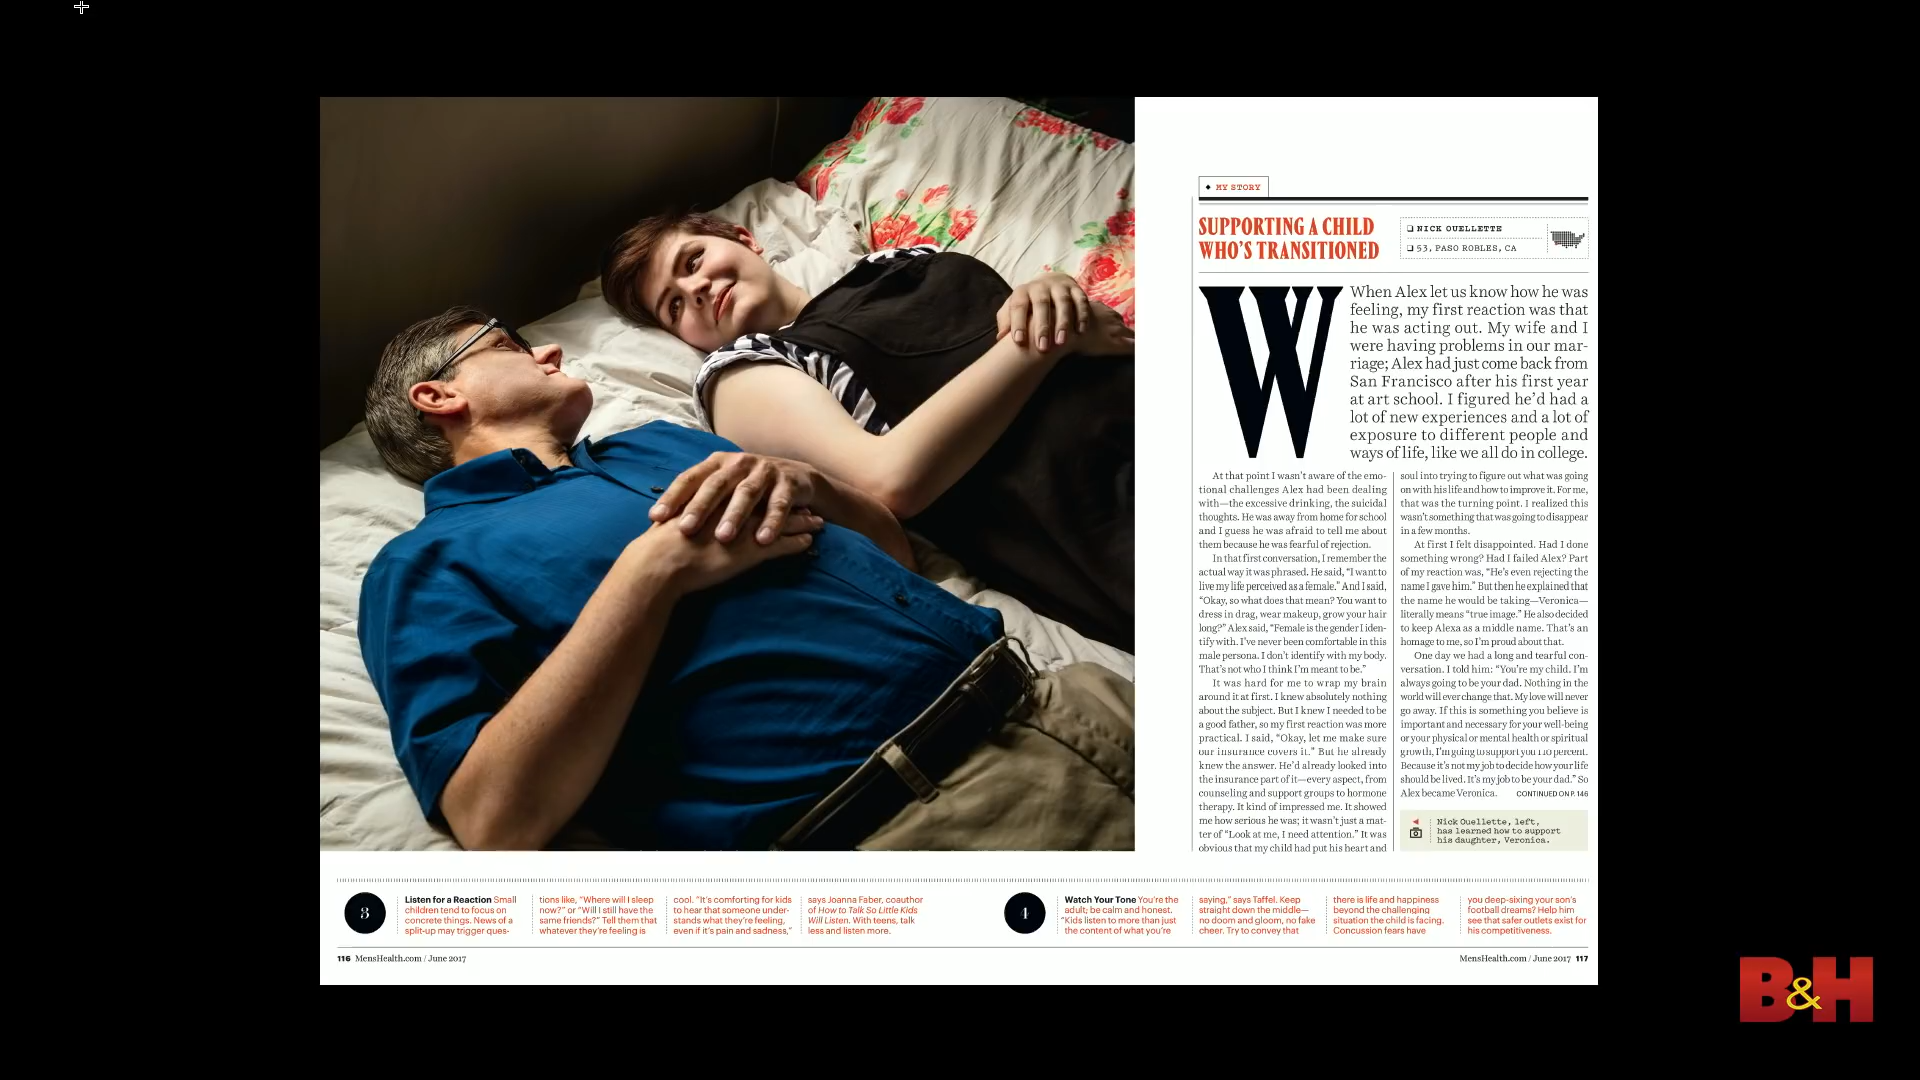 MY STORY
SUPPORTING A CHILD
WHO'S TRANSITIONED
NICK OUELLETTE
53, PASO ROBLES, CA
W
When Alex let us know how he was
feeling, my first reaction was that
he was acting out. My wife and I
were having problems in our mar-
riage; Alex had just come back from
San Francisco after his first year
at art school. I figured he'd had a
lot of new experiences and a lot of
exposure to different people and
ways of life, like we all do in college.
At that point I wasn't aware of the emo-
tional challenges Alex had been dealing
with—the excessive drinking, the suicidal
thoughts. He was away from home for school
and I guess he was afraid to tell me about
them because he was fearful of rejection.
In that first conversation, I remember the
actual way it was phrased. He said, "I want to
live my life perceived as a female." And I said,
"Okay, so what does that mean? You want to
dress in drag, wear makeup, grow your hair
long?" Alex said, "Female is the gender I iden-
tify with. I've never been comfortable in this
male persona. I don't identify with my body.
That's not who I think I'm meant to be."
It was hard for me to wrap my brain
around it at first. I knew absolutely nothing
about the subject. But I knew I needed to be
a good father, so my first reaction was more
practical. I said, "Okay, let me make sure
our insurance covers it." But he already
knew the answer. He'd already looked into
the insurance part of it—every aspect, from
counseling and support groups to hormone
therapy. It kind of impressed me. It showed
me how serious he was; it wasn't just a mat-
ter of "Look at me, I need attention." It was
obvious that my child had put his heart and
soul into trying to figure out what was going
on with his life and how to improve it. For me,
that was the turning point. I realized this
wasn't something that was going to disappear
in a few months.
At first I felt disappointed. Had I done
something wrong? Had I failed Alex? Part
of my reaction was, "He's even rejecting the
name I gave him." But then he explained that
the name he would be taking—Veronica—
literally means "true image." He also decided
to keep Alexa as a middle name. That's an
homage to me, so I'm proud about that.
One day we had a long and tearful con-
versation. I told him: "You're my child. I'm
always going to be your dad. Nothing in the
world will ever change that. My love will never
go away. If this is something you believe is
important and necessary for your well-being
or your physical or mental health or spiritual
growth, I'm going to support you 110 percent.
Because it's not my job to decide how your life
should be lived. It's my job to be your dad." So
Alex became Veronica. CONTINUED ON P. 146
Nick Ouellette, left,
has learned how to support
his daughter, Veronica.
3
Listen for a Reaction Small
children tend to focus on
concrete things. News of a
split-up may trigger ques-
tions like, "Where will I sleep
now?" or "Will I still have the
same friends?" Tell them that
whatever they're feeling is
cool. "It's comforting for kids
to hear that someone under-
stands what they're feeling,
even if it's pain and sadness,"
says Joanna Faber, coauthor
of How to Talk So Little Kids
Will Listen. With teens, talk
less and listen more.
4
Watch Your Tone You're the
adult; be calm and honest.
"Kids listen to more than just
the content of what you're
saying," says Taffel. Keep
straight down the middle—
no doom and gloom, no fake
cheer. Try to convey that
there is life and happiness
beyond the challenging
situation the child is facing.
Concussion fears have
you deep-sixing your son's
football dreams? Help him
see that safer outlets exist for
his competitiveness.
116 MensHealth.com / June 2017
MensHealth.com / June 2017 117
B&H